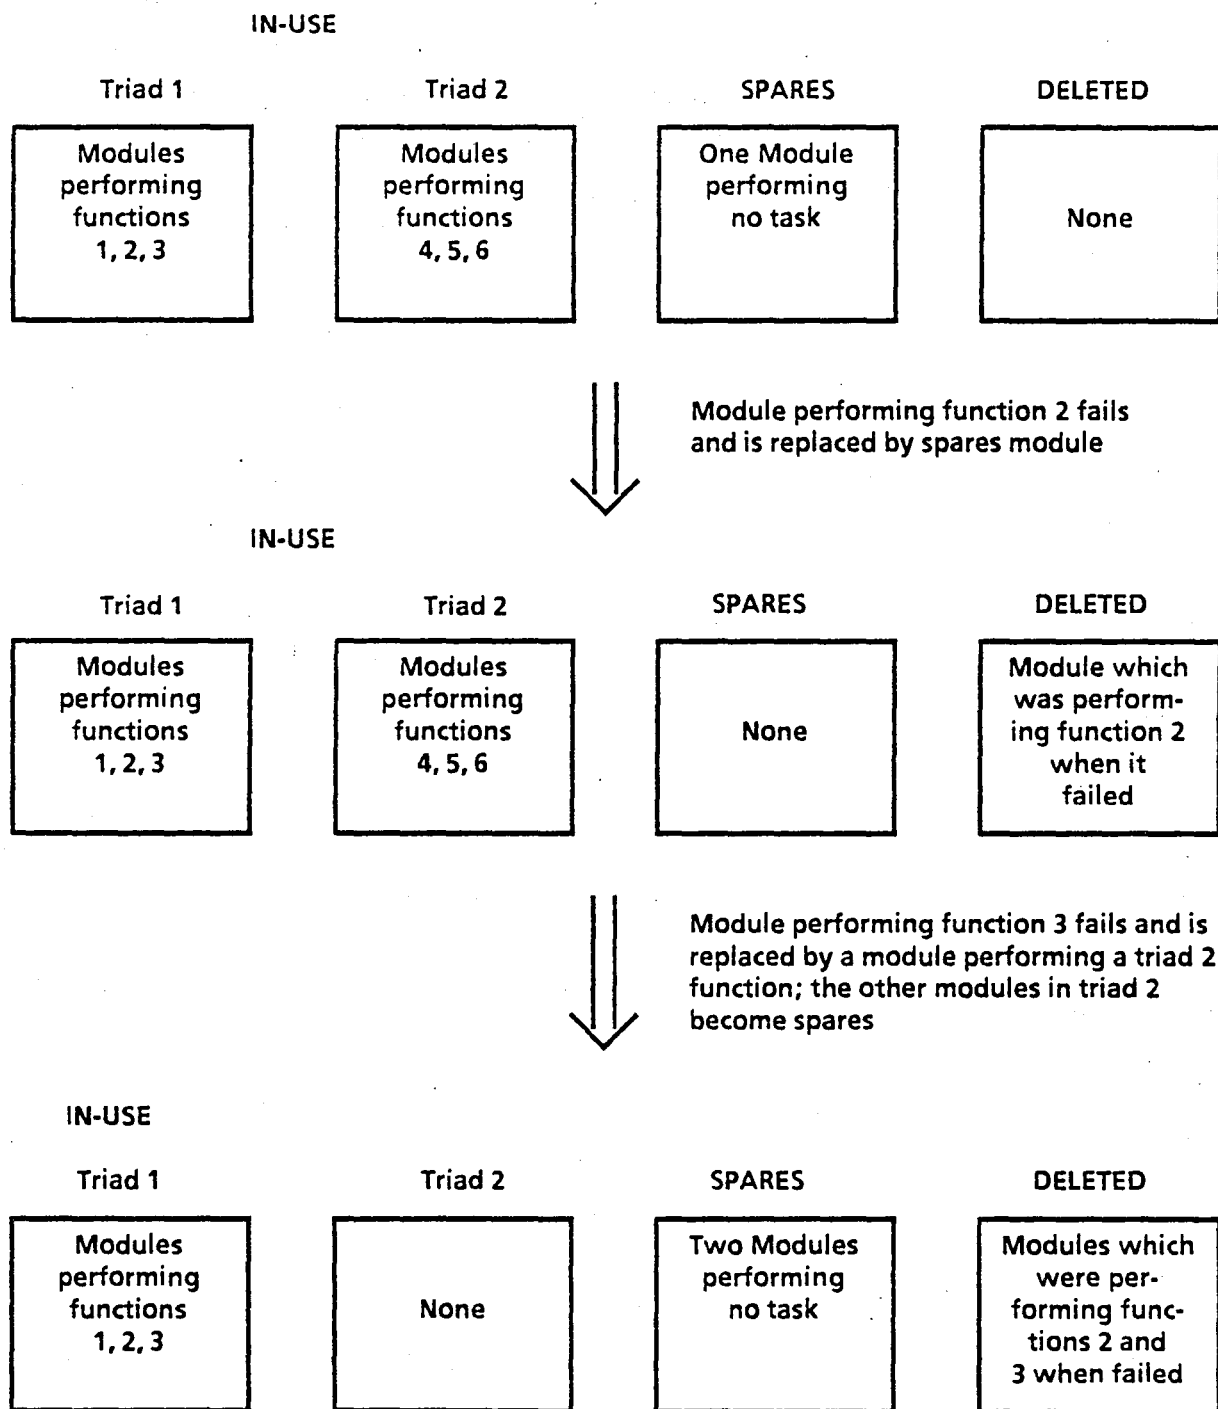 IN-USE
Triad 1
Triad 2
SPARES
DELETED
Modules
performing
functions
1, 2, 3
Modules
performing
functions
4, 5, 6
One Module
performing
no task
None
Module performing function 2 fails
and is replaced by spares module
IN-USE
Triad 1
Triad 2
SPARES
DELETED
Modules
performing
functions
1, 2, 3
Modules
performing
functions
4, 5, 6
None
Module which
was perform-
ing function 2
when it
failed
Module performing function 3 fails and is
replaced by a module performing a triad 2
function; the other modules in triad 2
become spares
IN-USE
Triad 1
Triad 2
SPARES
DELETED
Modules
performing
functions
1, 2, 3
None
Two Modules
performing
no task
Modules which
were per-
forming func-
tions 2 and
3 when failed